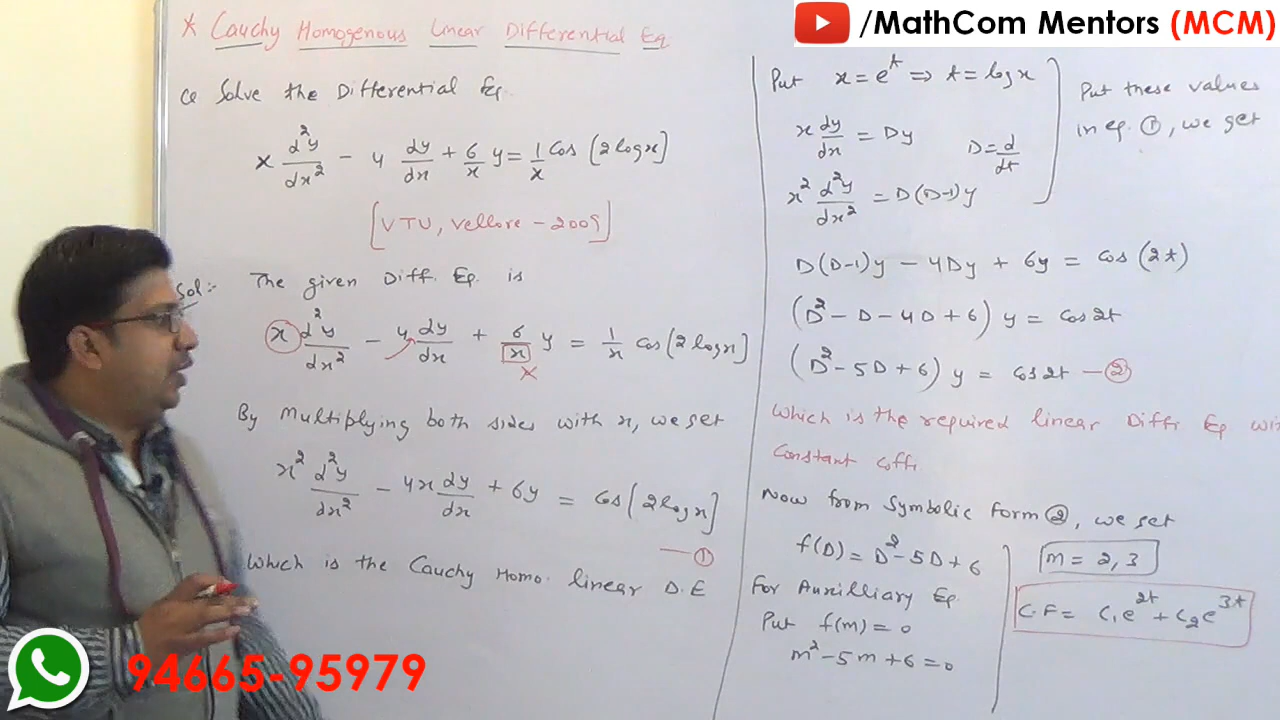 /MathCom Mentors (MCM)
* Cauchy Homogenous Linear Differential Eq
Q Solve the Differential Eq.
x d²y/dx² - 4 dy/dx + 6/x y = 1/x Cos [2 log x]
[VTU, Vellore - 2009]
Sol:- The given Diff. Eq. is
x d²y/dx² - 4 dy/dx + 6/x y = 1/x Cos [2 log x]
x
By Multiplying both sides with x, we get
x² d²y/dx² - 4x dy/dx + 6y = Cos [2 log x]
— ①
Which is the Cauchy Homo. linear D.E
Put x = e^t ⇒ t = log x
x dy/dx = Dy D = d/dt
x² d²y/dx² = D(D-1)y
Put these values
in eq. ①, we get
D(D-1)y - 4Dy + 6y = Cos (2t)
(D² - D - 4D + 6) y = Cos 2t
(D² - 5D + 6) y = Cos 2t — ②
Which is the required linear Diff Eq wi
Constant Coff.
Now from Symbolic form ②, we get
f(D) = D² - 5D + 6
For Auxilliary Eq.
Put f(m) = 0
m² - 5m + 6 = 0
m = 2, 3
C.F = C₁e^2t + C₂e^3t
94665-95979